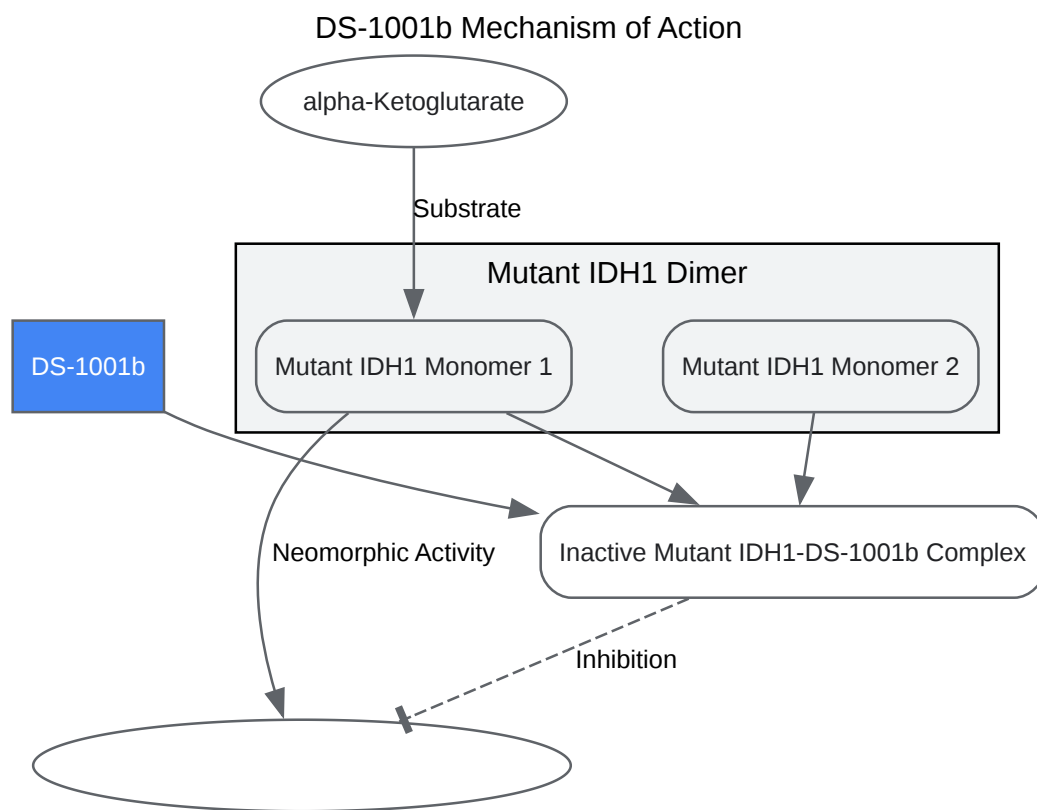 DS-1001b Mechanism of Action
alpha-Ketoglutarate
Substrate
Mutant IDH1 Dimer
DS-1001b
Mutant IDH1 Monomer 1
Mutant IDH1 Monomer 2
Inactive Mutant IDH1-DS-1001b Complex
Neomorphic Activity
Inhibition